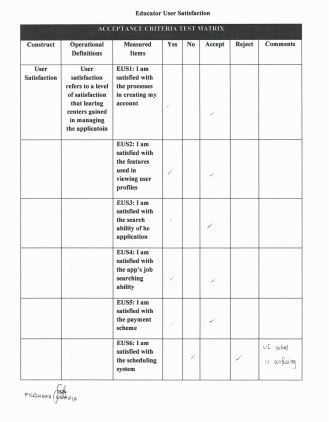 Educator User Satisfaction
ACCEPTANCE CRITERIA TEST MATRIX
Construct Operational Definitions Measured Items Yes No Accept Reject Comments
User
Satisfaction
User
satisfaction
refers to a level
of satisfaction
that learing
centers gained
in managing
the applicatoin
EUS1: I am
satisfied with
the processes
in creating my
account
EUS2: I am
satisfied with
the features
used in
viewing user
profiles
EUS3: I am
satisfied with
the search
ability of he
application
EUS4: I am
satisfied with
the app's job
searching
ability
EUS5: I am
satisfied with
the payment
scheme
EUS6: I am
satisfied with
the scheduling
system
UI sched
is confusing